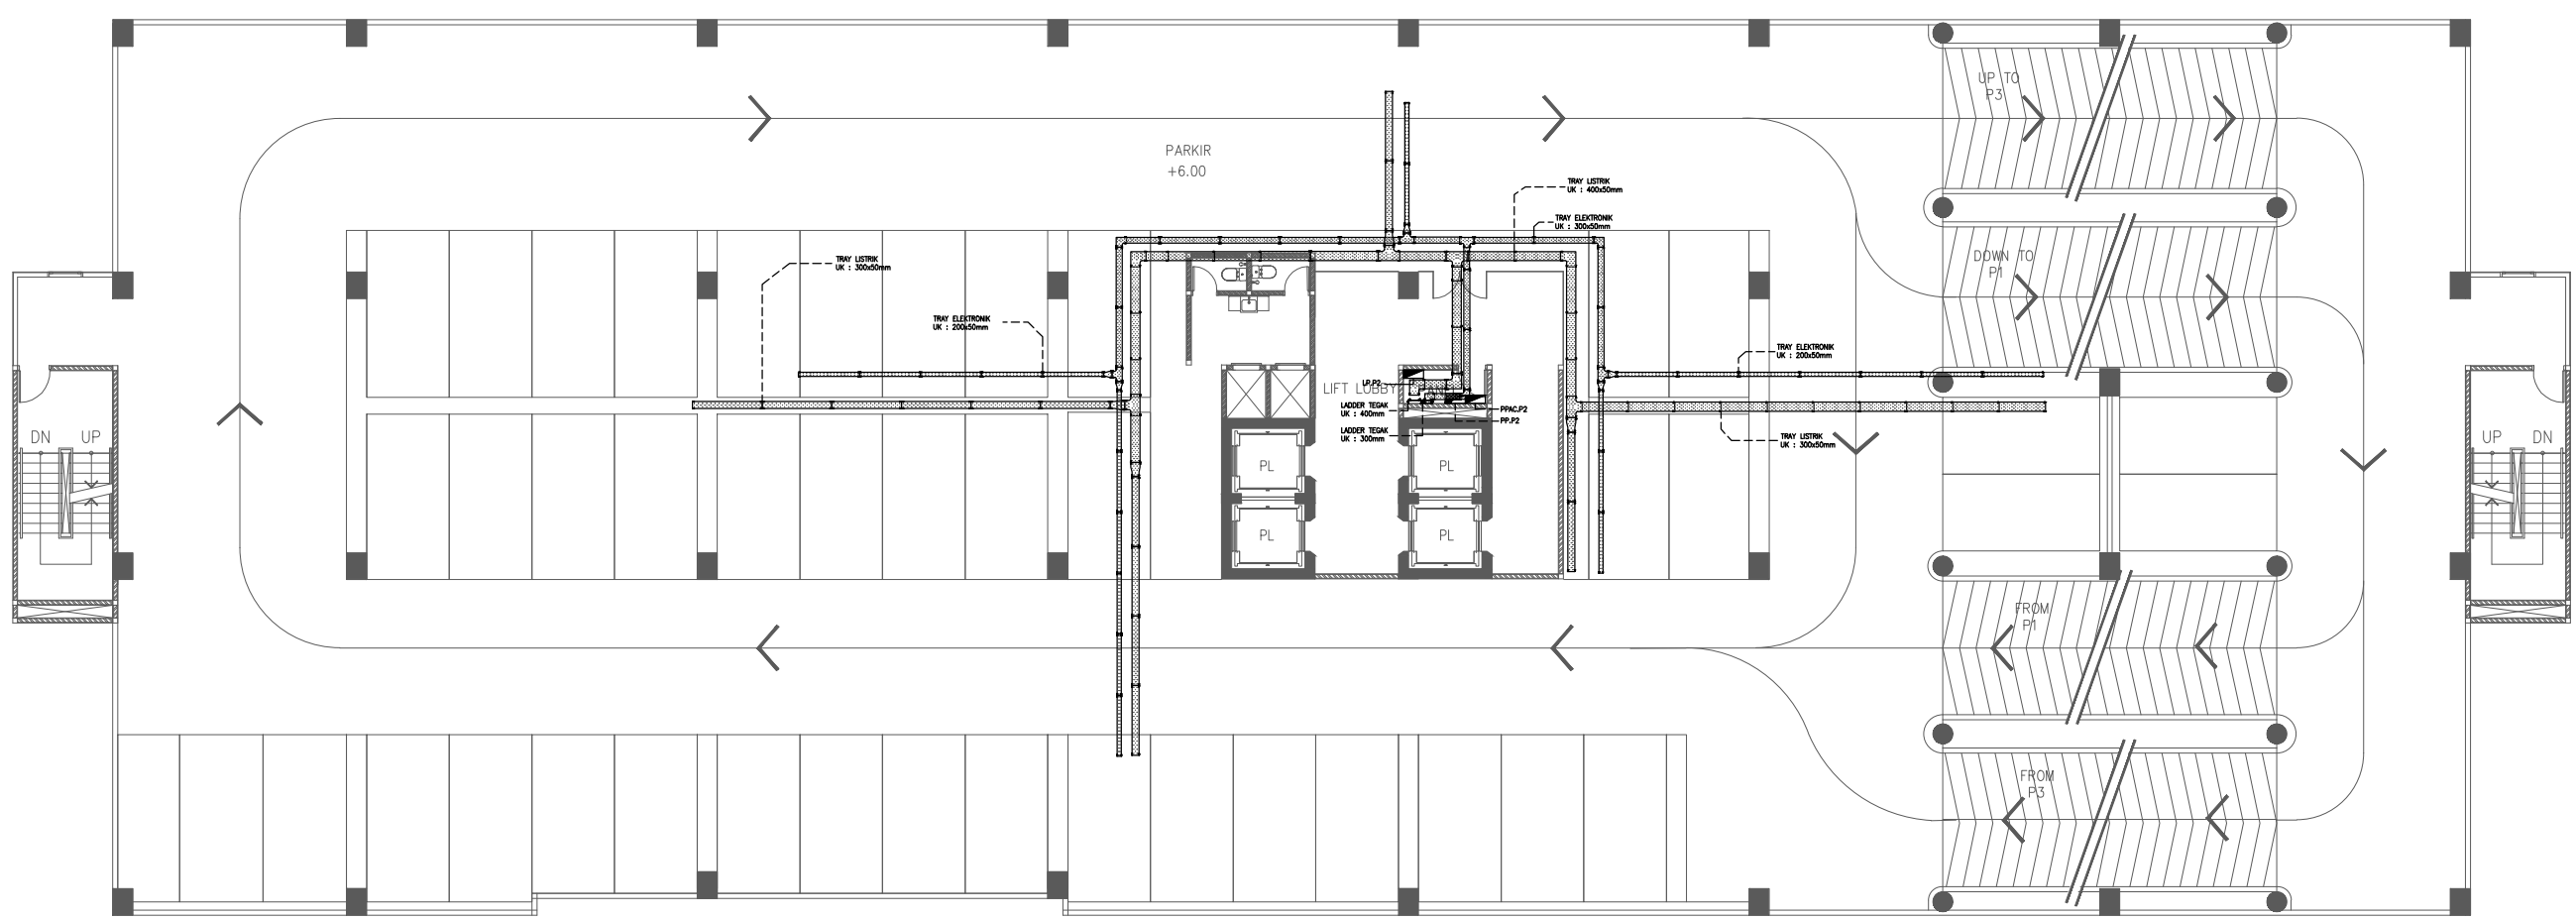 UP TO
P3
PARKIR
+6.00
TRAY LISTRIK
UK : 400x50mm
TRAY ELEKTRONIK
UK : 300x50mm
TRAY LISTRIK
UK : 300x50mm
DOWN TO
P1
TRAY ELEKTRONIK
UK : 200x50mm
TRAY ELEKTRONIK
UK : 200x50mm
LP.P2
LIFT LOBBY
LADDER TEGAK
UK : 400mm
PPAC.P2
PP.P2
LADDER TEGAK
UK : 300mm
TRAY LISTRIK
UK : 300x50mm
DN UP
UP DN
PL
PL
PL
PL
FROM
P1
FROM
P3